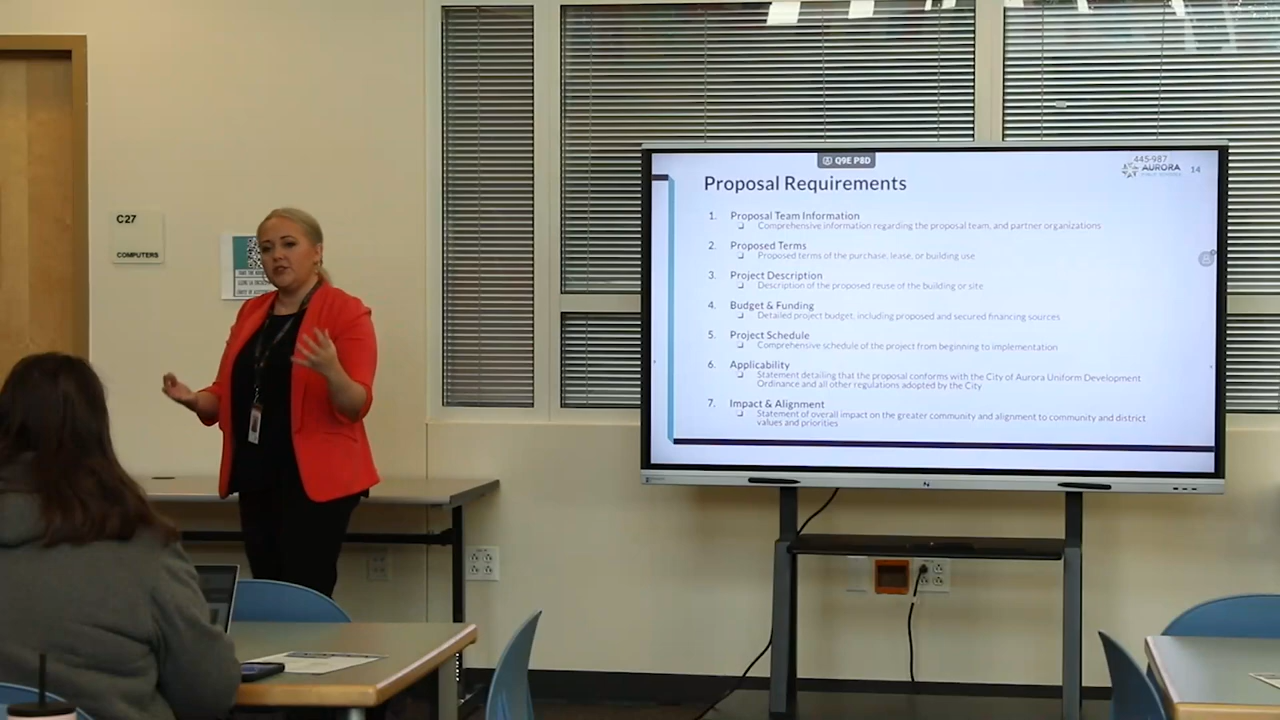 C27
COMPUTERS
Q9E P8D
445-987
AURORA
14
Proposal Requirements
1. Proposal Team Information
❑ Comprehensive information regarding the proposal team, and partner organizations
2. Proposed Terms
❑ Proposed terms of the purchase, lease, or building use
3. Project Description
❑ Description of the proposed reuse of the building or site
4. Budget & Funding
❑ Detailed project budget, including proposed and secured financing sources
5. Project Schedule
❑ Comprehensive schedule of the project from beginning to implementation
6. Applicability
❑ Statement detailing that the proposal conforms with the City of Aurora Uniform Development
Ordinance and all other regulations adopted by the City
7. Impact & Alignment
❑ Statement of overall impact on the greater community and alignment to community and district
values and priorities